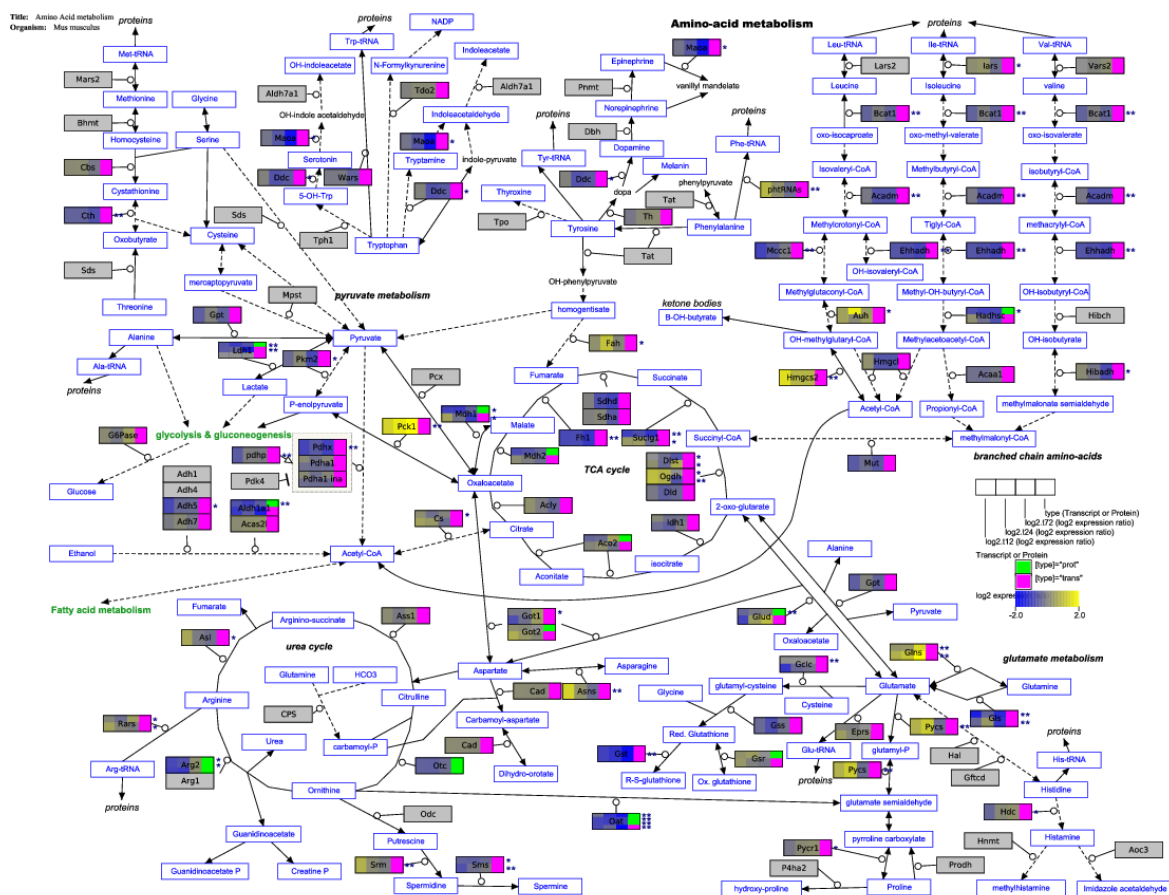 Title: Amino Acid metabolism
Organism: Mus musculus
Amino-acid metabolism
proteins
Met-tRNA
Mars2
Methionine
Bhmt
Homocysteine
Cbs
Cystathionine
Cth **
Oxobutyrate
Sds
Threonine
Glycine
Serine
Sds
Cysteine
mercaptopyruvate
Mpst
pyruvate metabolism
proteins
Trp-tRNA
NADP
OH-indoleacetate
N-Formylkynurenine
Indoleacetate
Aldh7a1
Tdo2
Aldh7a1
OH-indole acetaldehyde
Indoleacetaldehyde
Maoa *
Maoa *
Serotonin
Tryptamine
indole-pyruvate
Ddc *
Wars
Ddc *
5-OH-Trp
Tph1
Tryptophan
Maoa *
Epinephrine
vanillyl mandelate
Pnmt
Norepinephrine
Dbh
proteins
Dopamine
Tyr-tRNA
Phe-tRNA
Melanin
Ddc *
phenylpyruvate
phtRNAs **
Thyroxine
dopa
Tat
Tpo
Th
Tyrosine
Phenylalanine
Tat
OH-phenylpyruvate
homogentisate
Fah *
Fumarate
proteins
Leu-tRNA
Ile-tRNA
Val-tRNA
Lars2
Iars *
Vars2
Leucine
Isoleucine
valine
Bcat1 **
Bcat1 **
Bcat1 **
oxo-isocaproate
oxo-methyl-valerate
oxo-isovalerate
Isovaleryl-CoA
Methylbutyryl-CoA
isobutyryl-CoA
Acadm **
Acadm **
Acadm **
Methylcrotonyl-CoA
Tiglyl-CoA
methacrylyl-CoA
Mccc1 **
Ehhadh
Ehhadh **
Ehhadh **
OH-isovaleryl-CoA
Methylglutaconyl-CoA
Methyl-OH-butyryl-CoA
OH-isobutyryl-CoA
ketone bodies
B-OH-butyrate
Auh *
Hadhsc *
Hibch
OH-methylglutaryl-CoA
Methylacetoacetyl-CoA
OH-isobutyrate
Hmgcs2 **
Hmgcl
Acaa1
Hibadh *
Acetyl-CoA
Propionyl-CoA
methylmalonate semialdehyde
methylmalonyl-CoA
Mut
branched chain amino-acids
Gpt
Alanine
Pyruvate
Ldh1 **
**
Pkm2 *
Ala-tRNA
proteins
Lactate
P-enolpyruvate
Pcx
Pck1 **
G6Pase
glycolysis & gluconeogenesis
pdhp **
Pdhx **
Pdha1
Pdha1 ina
Pdk4
Glucose
Adh1
Adh4
Adh5 *
Adh7
Aldh1a1 **
Acas2l
Ethanol
Acetyl-CoA
Fatty acid metabolism
Mdh1 *
*
Malate
Mdh2
Oxaloacetate
Acly
Cs *
Citrate
Aco2
Aconitate
isocitrate
Idh1
Succinate
Sdhd
Sdha
Fh1 **
Suclg1 **
*
Succinyl-CoA
TCA cycle
Dlst *
*
Ogdh *
**
Dld
2-oxo-glutarate
type (Transcript or Protein)
log2.t72 (log2 expression ratio)
log2.t24 (log2 expression ratio)
log2.t12 (log2 expression ratio)
Transcript or Protein
[type]="prot"
[type]="trans"
log2 expre
-2.0
2.0
Fumarate
Arginino-succinate
Ass1
Asl *
urea cycle
Glutamine
HCO3
Arginine
Citrulline
CPS
Rars *
*
Urea
carbamoyl-P
Arg-tRNA
proteins
Arg2 *
*
Arg1
Otc
Ornithine
Odc
Guanidinoacetate
Putrescine
Guanidinoacetate P
Creatine P
Srm **
Spermidine
Sms *
**
Spermine
Got1 *
Got2
Aspartate
Asparagine
Cad
Asns **
Carbamoyl-aspartate
Cad
Dihydro-orotate
Oat **
**
**
**
Alanine
Gpt
Glud **
Pyruvate
Oxaloacetate
Gclc **
Glns **
**
glutamate metabolism
Glycine
glutamyl-cysteine
Glutamate
Glutamine
Cysteine
Gls **
**
Gss
Red. Glutathione
Eprs
Pycs **
Gst **
Gsr
Glu-tRNA
glutamyl-P
proteins
Hal
Gftcd
R-S-glutathione
Ox. glutathione
Pycs
glutamate semialdehyde
proteins
His-tRNA
Histidine
Hdc *
pyrroline carboxylate
Pycr1 *
P4ha2
Prodh
hydroxy-proline
Proline
Hnmt
Histamine
Aoc3
methylhistamine
Imidazole acetaldehyde